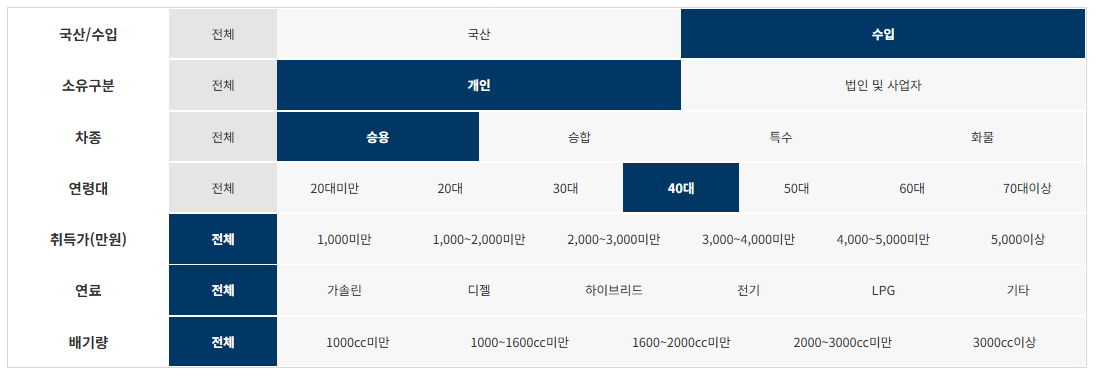 국산/수입 전체 국산 수입
소유구분 전체 개인 법인 및 사업자
차종 전체 승용 승합 특수 화물
연령대 전체 20대미만 20대 30대 40대 50대 60대 70대이상
취득가(만원) 전체 1,000미만 1,000~2,000미만 2,000~3,000미만 3,000~4,000미만 4,000~5,000미만 5,000이상
연료 전체 가솔린 디젤 하이브리드 전기 LPG 기타
배기량 전체 1000cc미만 1000~1600cc미만 1600~2000cc미만 2000~3000cc미만 3000cc이상